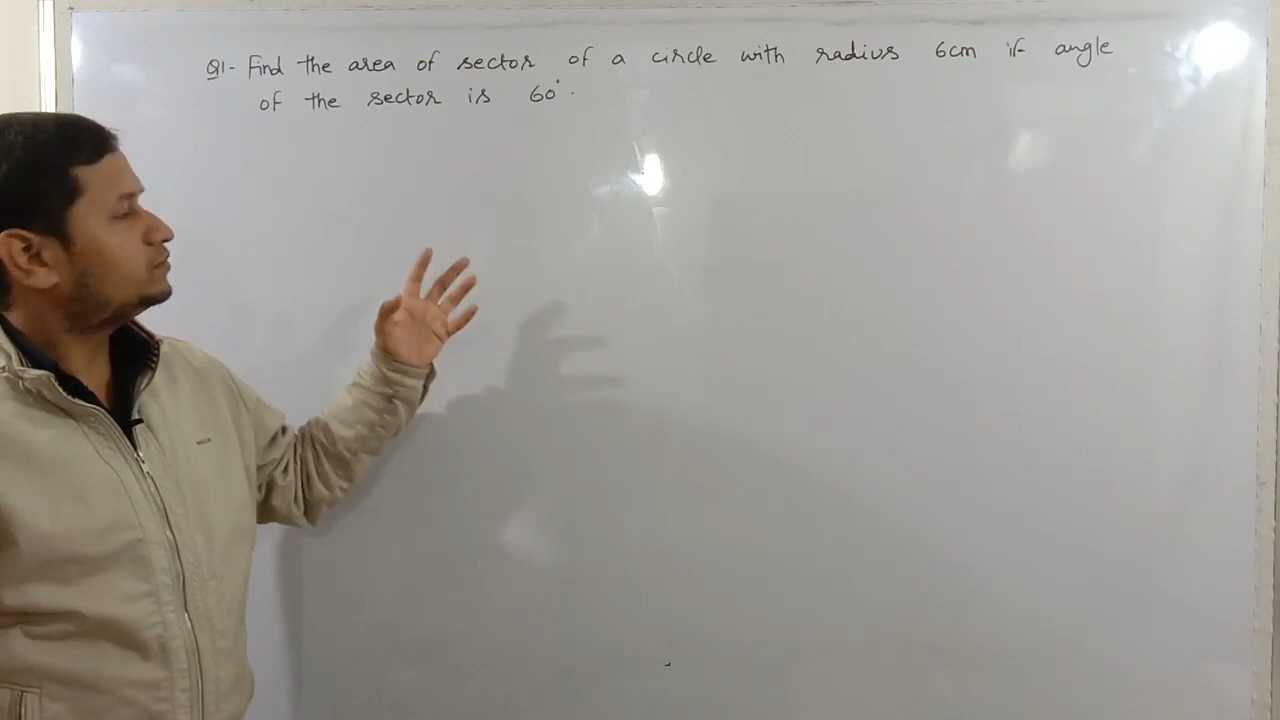 Q1- Find the area of sector of a circle with radius 6cm if angle
of the sector is 60°.